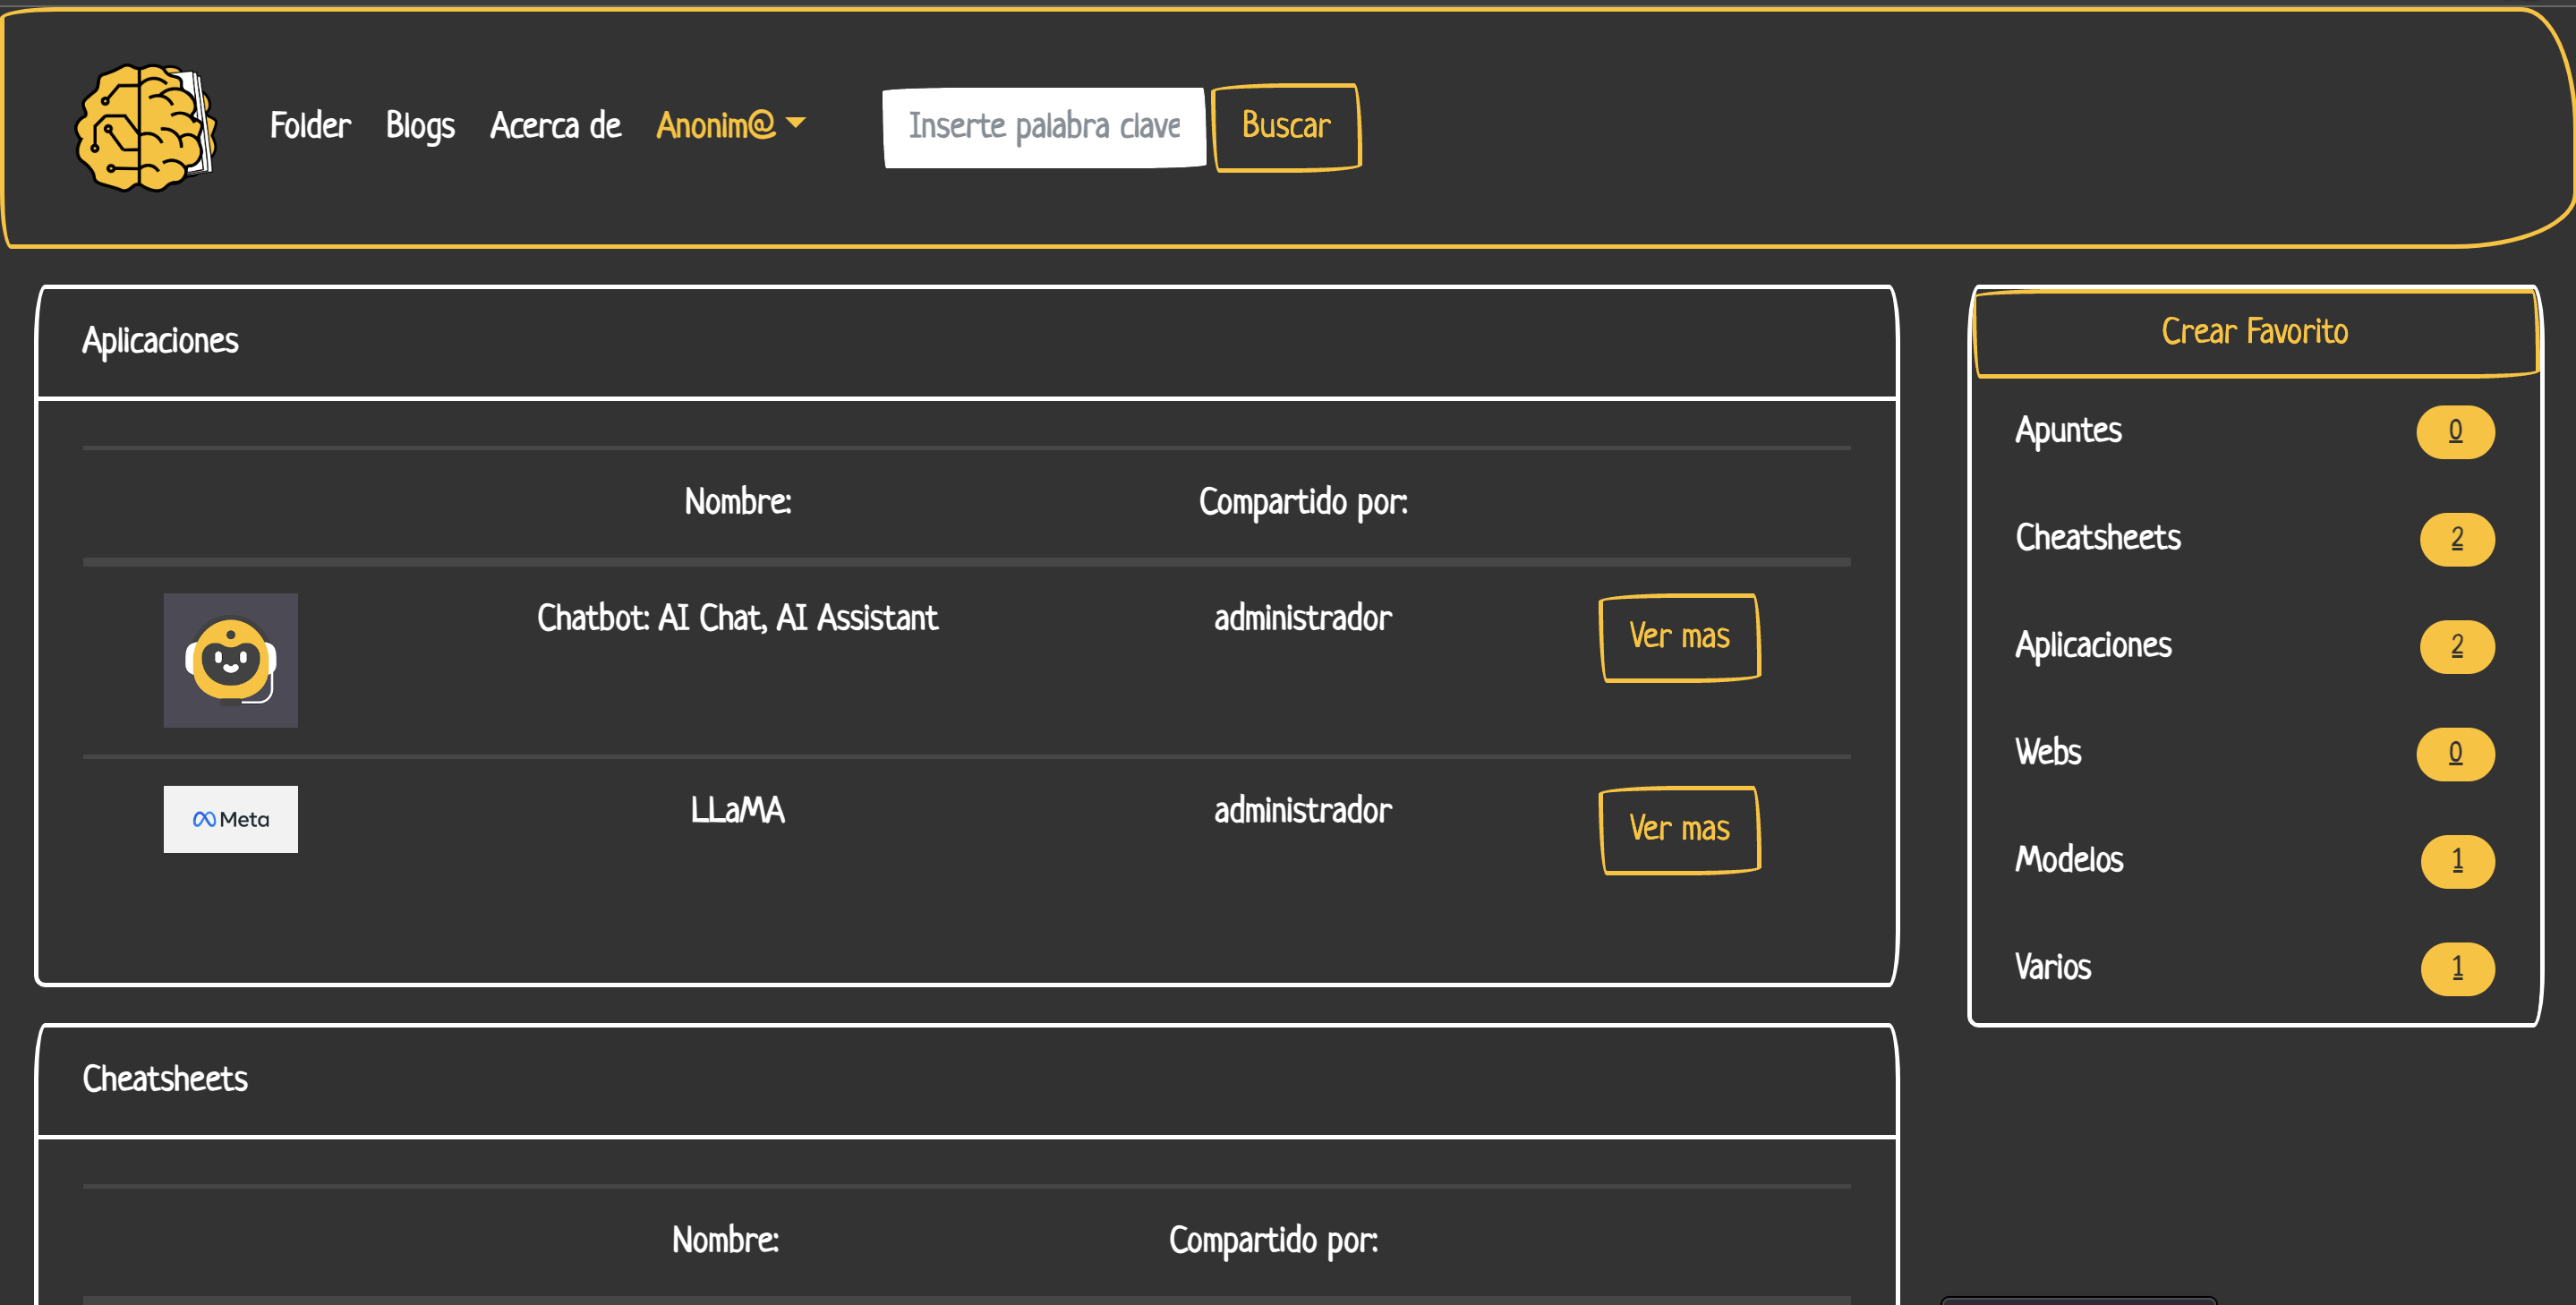 Folder Blogs Acerca de Anonim@ Inserte palabra clave Buscar
Aplicaciones
Nombre: Compartido por:
Chatbot: AI Chat, AI Assistant administrador Ver mas
Meta LLaMA administrador Ver mas
Cheatsheets
Nombre: Compartido por:
Crear Favorito
Apuntes 0
Cheatsheets 2
Aplicaciones 2
Webs 0
Modelos 1
Varios 1